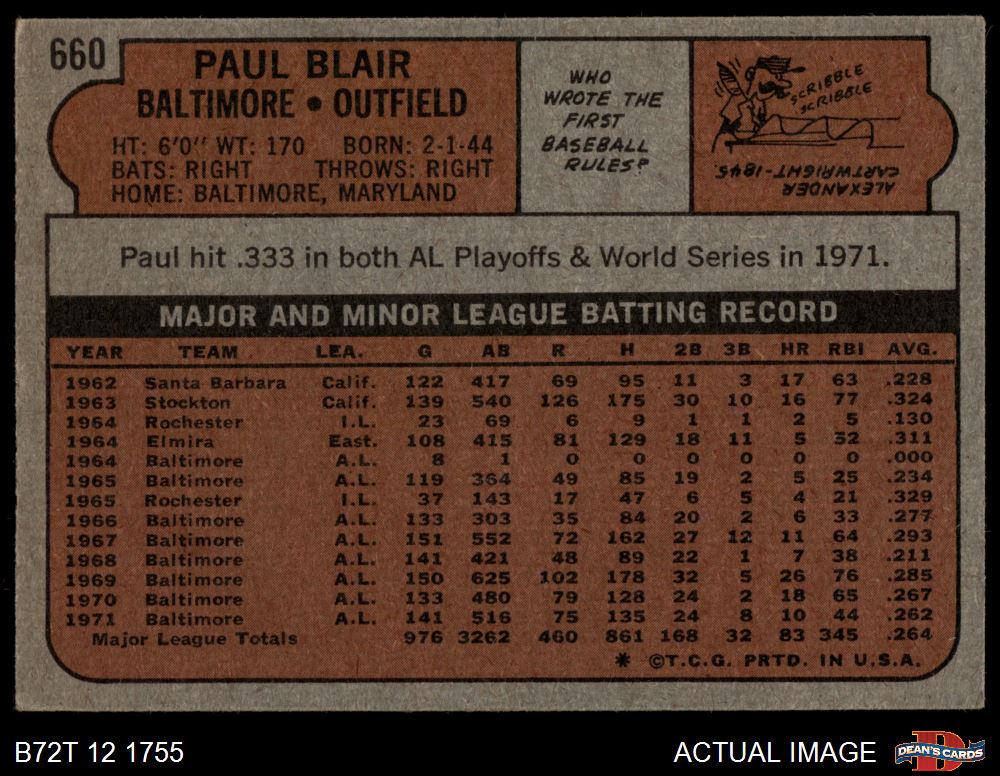 660
PAUL BLAIR
BALTIMORE • OUTFIELD
HT: 6'0" WT: 170 BORN: 2-1-44
BATS: RIGHT THROWS: RIGHT
HOME: BALTIMORE, MARYLAND
WHO
WROTE THE
FIRST
BASEBALL
RULES?
SCRIBBLE
SCRIBBLE
ALEXANDER
CARTWRIGHT-1845
Paul hit .333 in both AL Playoffs & World Series in 1971.
MAJOR AND MINOR LEAGUE BATTING RECORD
YEAR TEAM LEA. G AB R H 2B 3B HR RBI AVG.
1962 Santa Barbara Calif. 122 417 69 95 11 3 17 63 .228
1963 Stockton Calif. 139 540 126 175 30 10 16 77 .324
1964 Rochester I.L. 23 69 6 9 1 1 2 5 .130
1964 Elmira East. 108 415 81 129 18 11 5 52 .311
1964 Baltimore A.L. 8 1 0 0 0 0 0 0 .000
1965 Baltimore A.L. 119 364 49 85 19 2 5 25 .234
1965 Rochester I.L. 37 143 17 47 6 5 4 21 .329
1966 Baltimore A.L. 133 303 35 84 20 2 6 33 .277
1967 Baltimore A.L. 151 552 72 162 27 12 11 64 .293
1968 Baltimore A.L. 141 421 48 89 22 1 7 38 .211
1969 Baltimore A.L. 150 625 102 178 32 5 26 76 .285
1970 Baltimore A.L. 133 480 79 128 24 2 18 65 .267
1971 Baltimore A.L. 141 516 75 135 24 8 10 44 .262
Major League Totals 976 3262 460 861 168 32 83 345 .264
* ©T.C.G. PRTD. IN U.S.A.
B72T 12 1755
ACTUAL IMAGE
DEAN'S CARDS